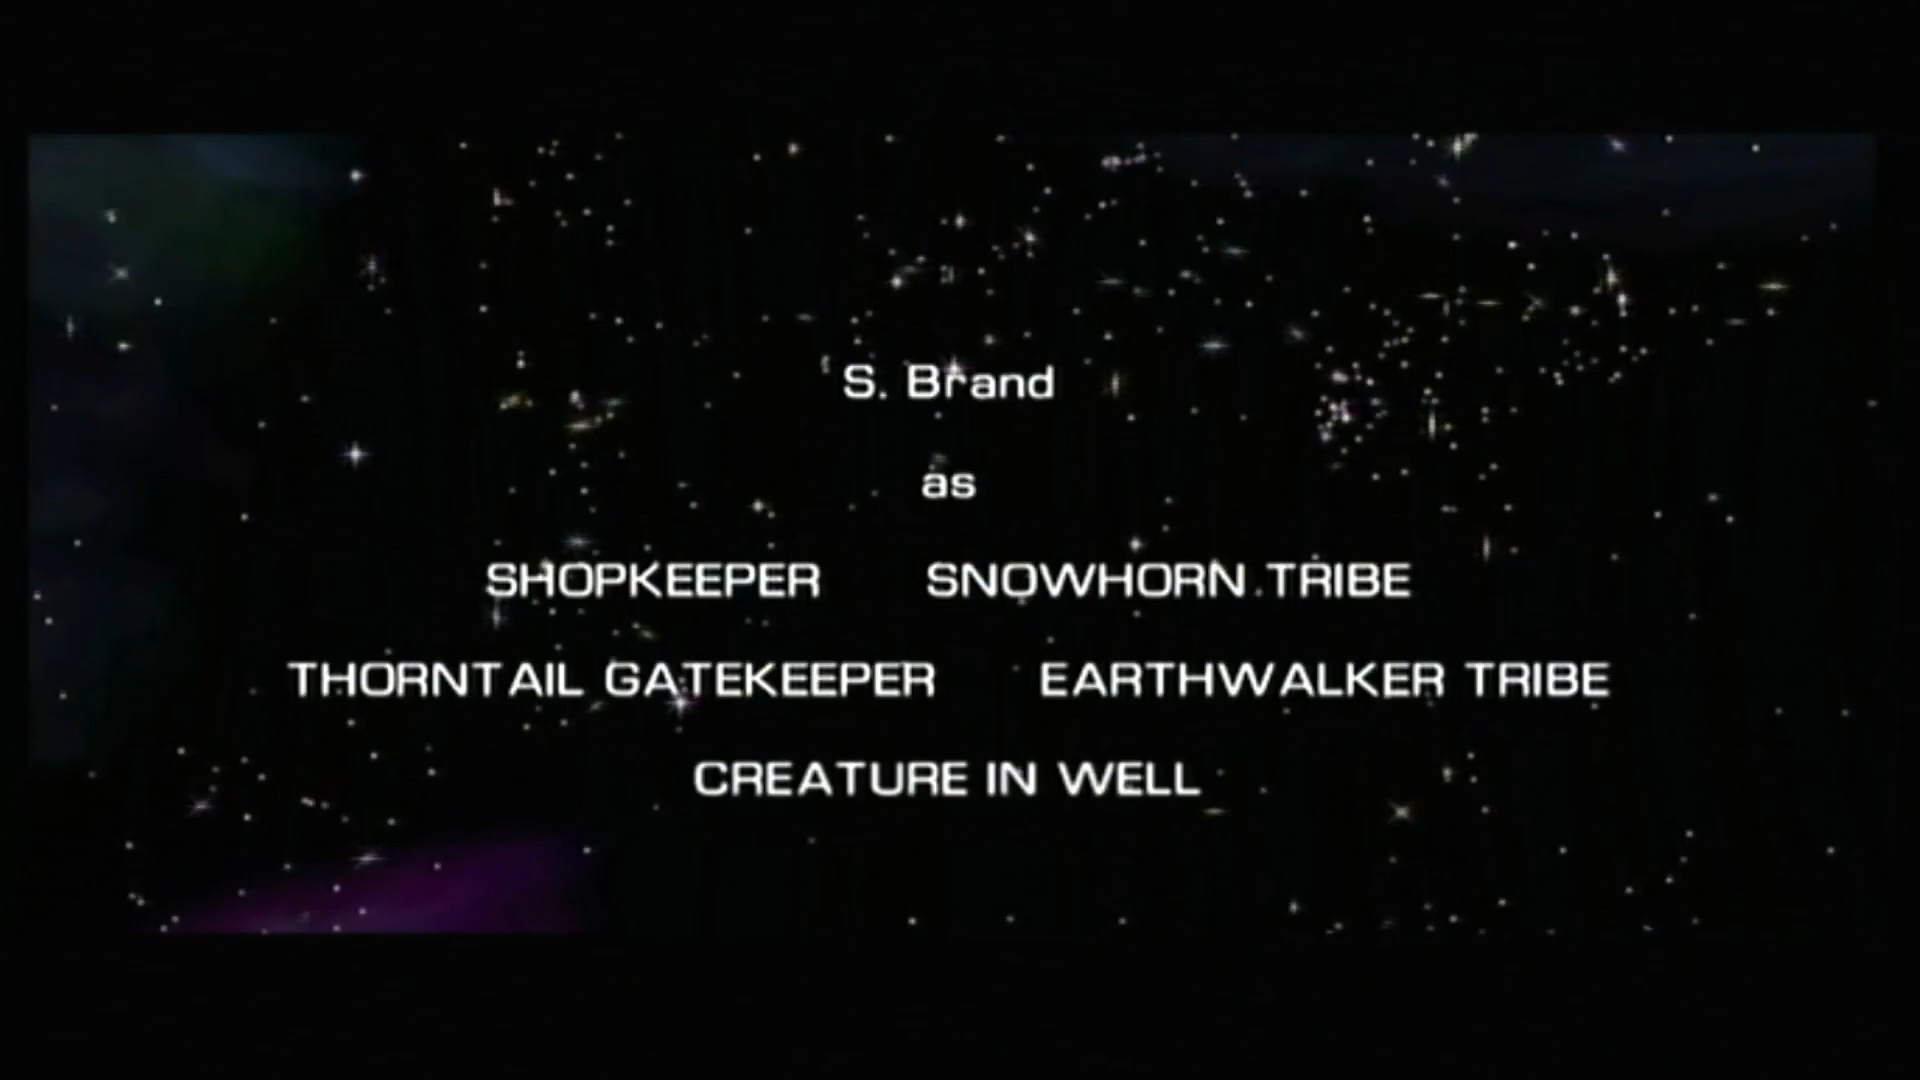 S. Brand
as
SHOPKEEPER SNOWHORN TRIBE
THORNTAIL GATEKEEPER EARTHWALKER TRIBE
CREATURE IN WELL